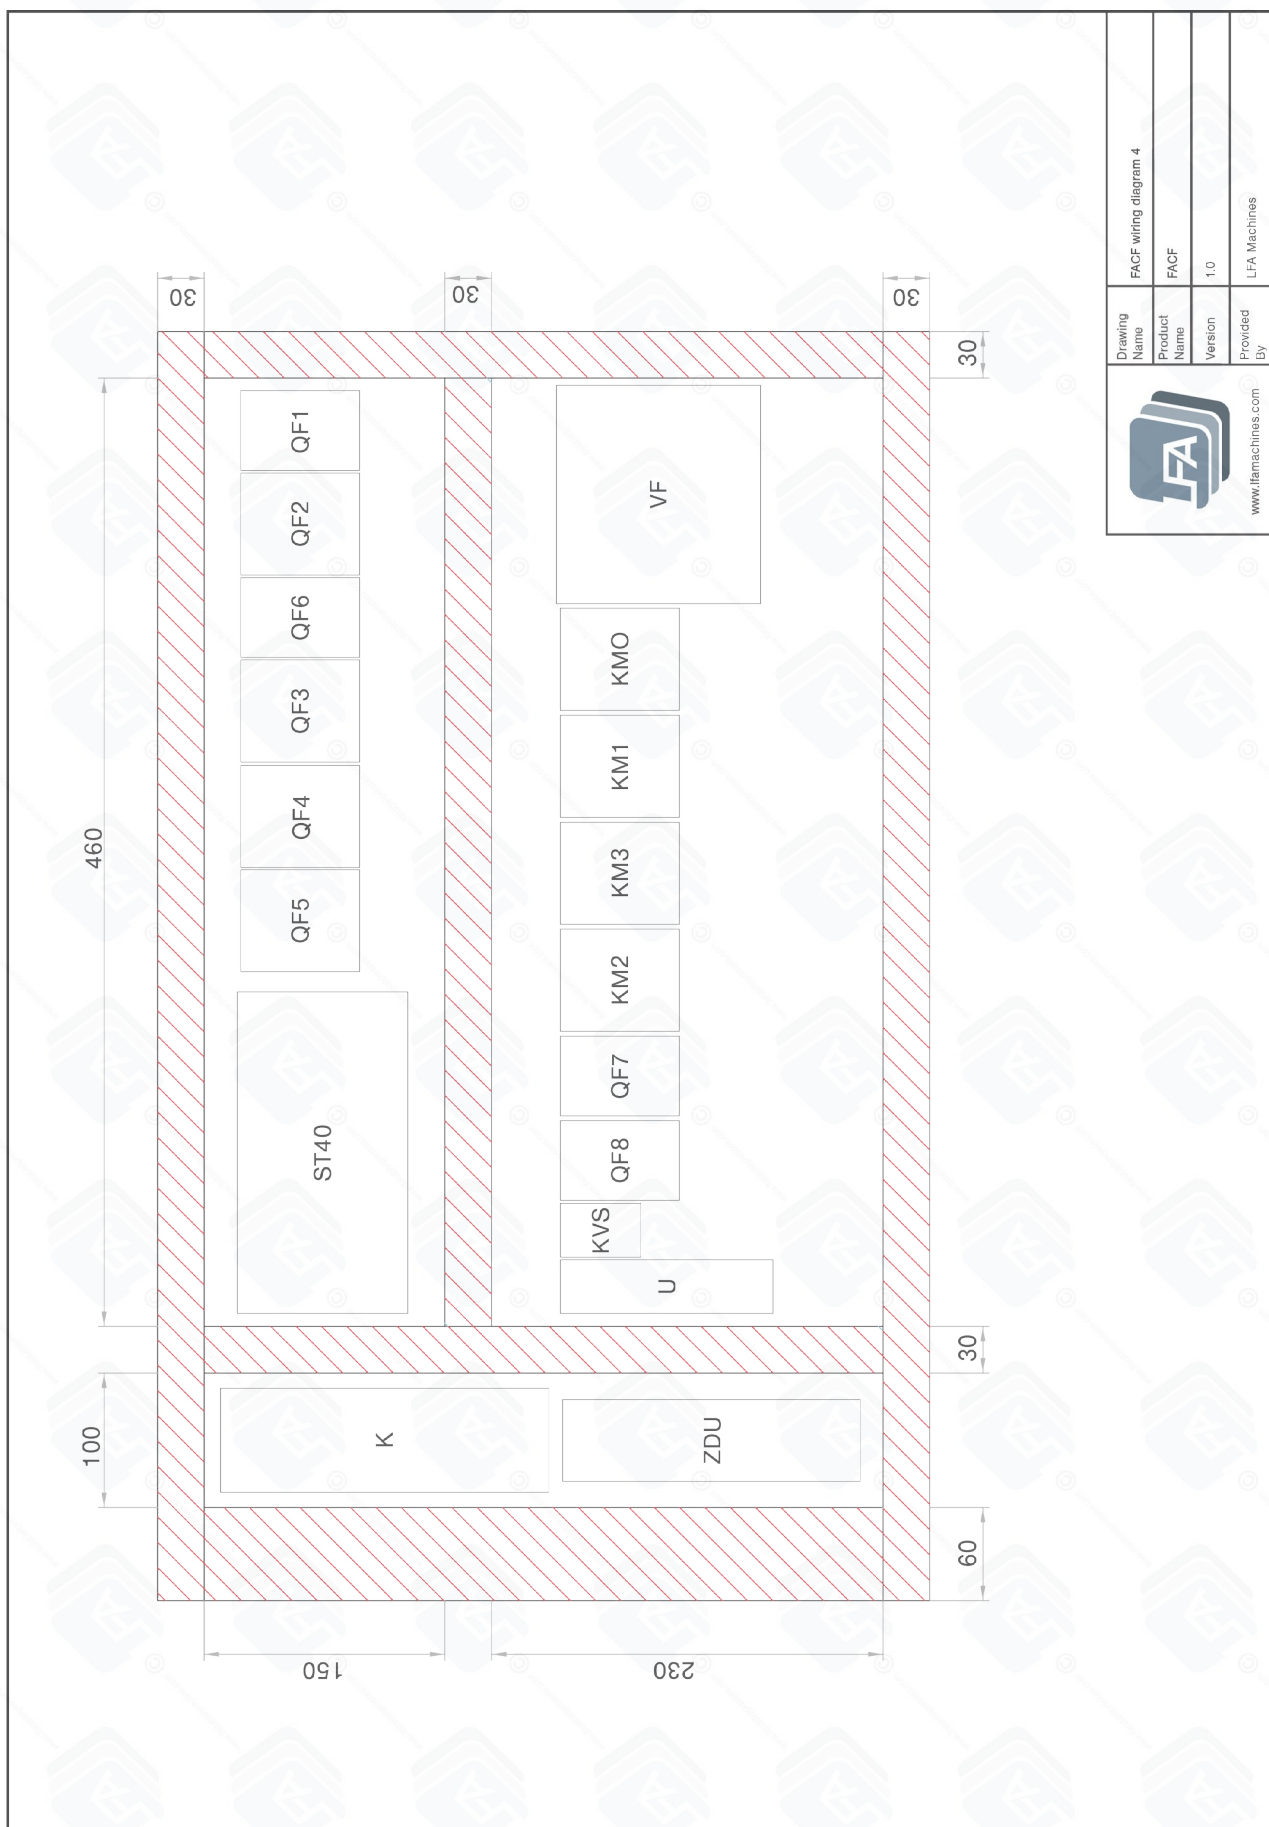 30
30
30
460
100
30
30
60
150
230
QF1
QF2
QF6
QF3
QF4
QF5
ST40
VF
KMO
KM1
KM3
KM2
QF7
QF8
KVS
U
K
ZDU
LFA
www.lfamachines.com
Drawing
Name
FACF wiring diagram 4
Product
Name
FACF
Version
1.0
Provided
By
LFA Machines